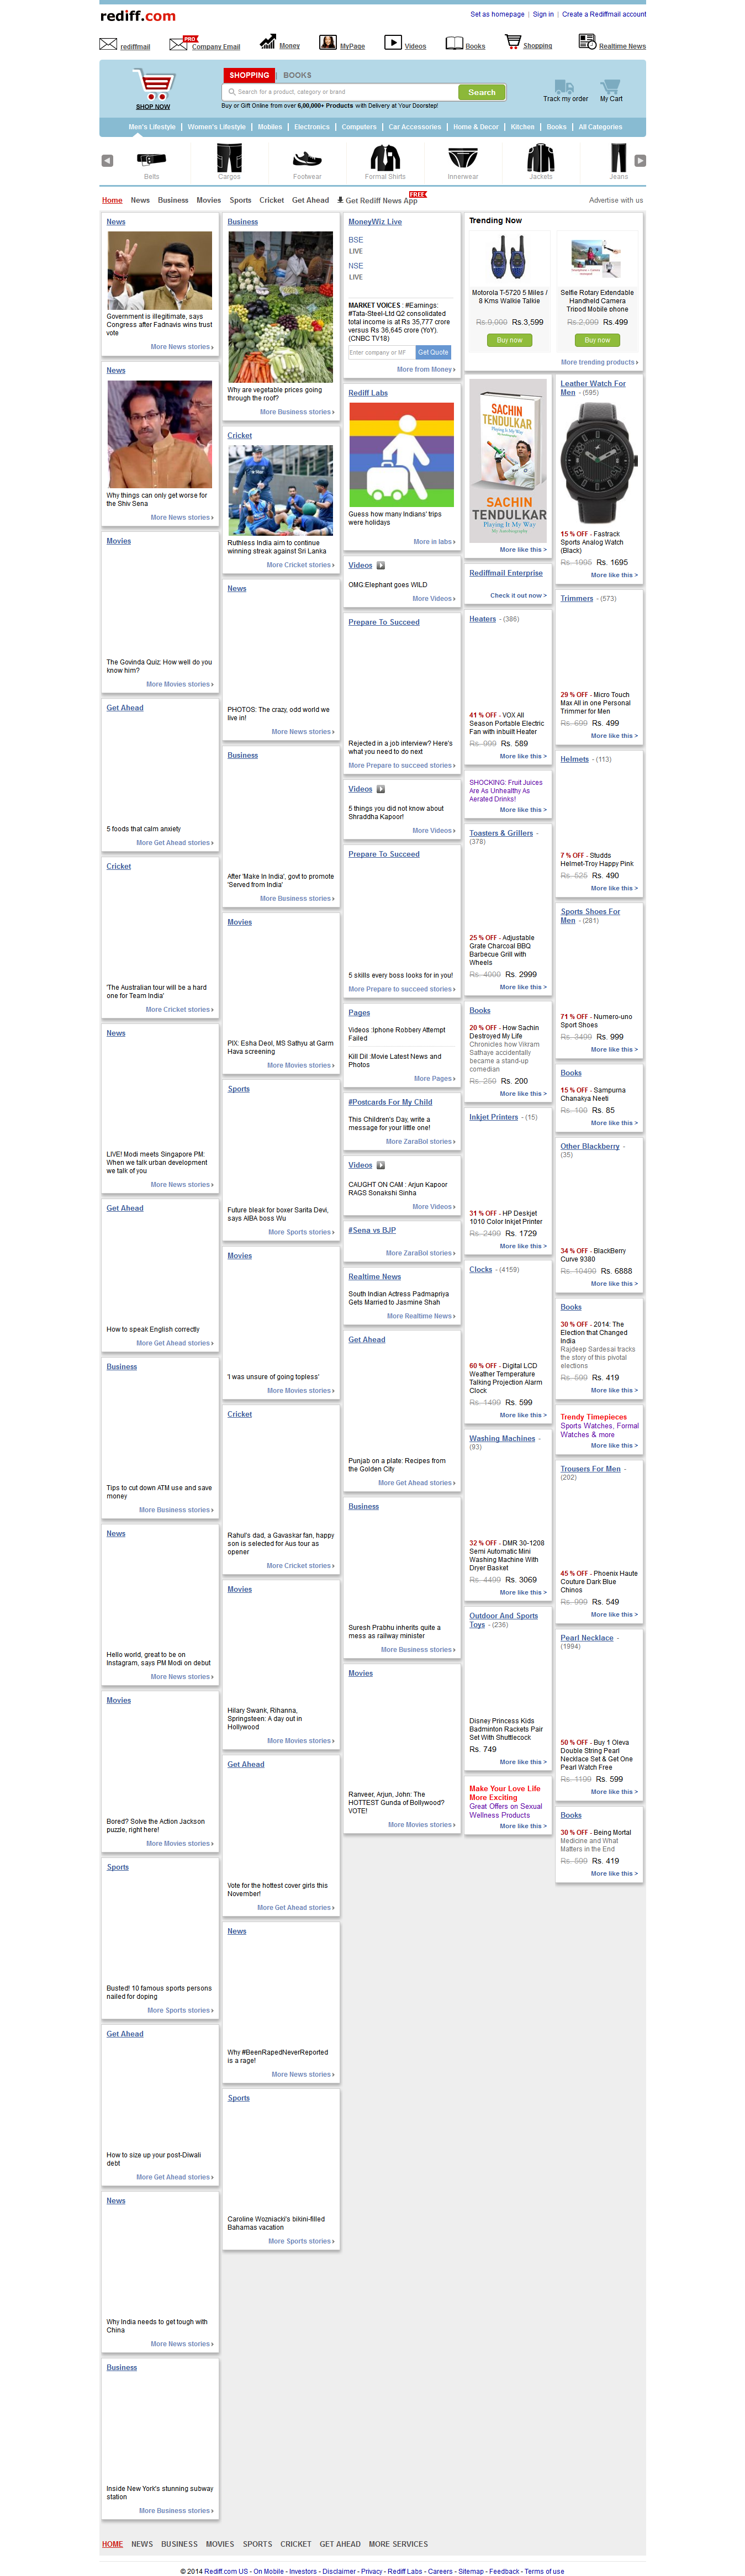 rediff.com
Set as homepage | Sign in | Create a Rediffmail account
rediffmail
PRO
Company Email
Money
MyPage
Videos
Books
Shopping
Realtime News
SHOP NOW
SHOPPING
BOOKS
Search for a product, category or brand
Search
Buy or Gift Online from over 6,00,000+ Products with Delivery at Your Doorstep!
Track my order
My Cart
Men's Lifestyle | Women's Lifestyle | Mobiles | Electronics | Computers | Car Accessories | Home & Decor | Kitchen | Books | All Categories
Belts
Cargos
Footwear
Formal Shirts
Innerwear
Jackets
Jeans
Home News Business Movies Sports Cricket Get Ahead Get Rediff News App
FREE
Advertise with us
News
Government is illegitimate, says
Congress after Fadnavis wins trust
vote
More News stories
News
Why things can only get worse for
the Shiv Sena
More News stories
Movies
The Govinda Quiz: How well do you
know him?
More Movies stories
Get Ahead
5 foods that calm anxiety
More Get Ahead stories
Cricket
'The Australian tour will be a hard
one for Team India'
More Cricket stories
News
LIVE! Modi meets Singapore PM:
When we talk urban development
we talk of you
More News stories
Get Ahead
How to speak English correctly
More Get Ahead stories
Business
Tips to cut down ATM use and save
money
More Business stories
News
Hello world, great to be on
Instagram, says PM Modi on debut
More News stories
Movies
Bored? Solve the Action Jackson
puzzle, right here!
More Movies stories
Sports
Busted! 10 famous sports persons
nailed for doping
More Sports stories
Get Ahead
How to size up your post-Diwali
debt
More Get Ahead stories
News
Why India needs to get tough with
China
More News stories
Business
Inside New York's stunning subway
station
More Business stories
Business
Why are vegetable prices going
through the roof?
More Business stories
Cricket
Ruthless India aim to continue
winning streak against Sri Lanka
More Cricket stories
News
PHOTOS: The crazy, odd world we
live in!
More News stories
Business
After 'Make In India', govt to promote
'Served from India'
More Business stories
Movies
PIX: Esha Deol, MS Sathyu at Garm
Hava screening
More Movies stories
Sports
Future bleak for boxer Sarita Devi,
says AIBA boss Wu
More Sports stories
Movies
'I was unsure of going topless'
More Movies stories
Cricket
Rahul's dad, a Gavaskar fan, happy
son is selected for Aus tour as
opener
More Cricket stories
Movies
Hilary Swank, Rihanna,
Springsteen: A day out in
Hollywood
More Movies stories
Get Ahead
Vote for the hottest cover girls this
November!
More Get Ahead stories
News
Why #BeenRapedNeverReported
is a rage!
More News stories
Sports
Caroline Wozniacki's bikini-filled
Bahamas vacation
More Sports stories
MoneyWiz Live
BSE
LIVE
NSE
LIVE
MARKET VOICES : #Earnings:
#Tata-Steel-Ltd Q2 consolidated
total income is at Rs 35,777 crore
versus Rs 36,645 crore (YoY).
(CNBC TV18)
Enter company or MF
Get Quote
More from Money
Rediff Labs
Guess how many Indians' trips
were holidays
More in labs
Videos
OMG:Elephant goes WILD
More Videos
Prepare To Succeed
Rejected in a job interview? Here's
what you need to do next
More Prepare to succeed stories
Videos
5 things you did not know about
Shraddha Kapoor!
More Videos
Prepare To Succeed
5 skills every boss looks for in you!
More Prepare to succeed stories
Pages
Videos :Iphone Robbery Attempt
Failed
Kill Dil :Movie Latest News and
Photos
More Pages
#Postcards For My Child
This Children's Day, write a
message for your little one!
More ZaraBol stories
Videos
CAUGHT ON CAM : Arjun Kapoor
RAGS Sonakshi Sinha
More Videos
#Sena vs BJP
More ZaraBol stories
Realtime News
South Indian Actress Padmapriya
Gets Married to Jasmine Shah
More Realtime News
Get Ahead
Punjab on a plate: Recipes from
the Golden City
More Get Ahead stories
Business
Suresh Prabhu inherits quite a
mess as railway minister
More Business stories
Movies
Ranveer, Arjun, John: The
HOTTEST Gunda of Bollywood?
VOTE!
More Movies stories
Trending Now
Motorola T-5720 5 Miles /
8 Kms Walkie Talkie
Rs.9,000 Rs.3,599
Buy now
Selfie Rotary Extendable
Handheld Camera
Tripod Mobile phone
Rs.2,099 Rs.499
Buy now
More trending products
SACHIN
TENDULKAR
Playing It My Way
SACHIN
TENDULKAR
Playing It My Way
My Autobiography
More like this >
Rediffmail Enterprise
Check it out now >
Heaters - (386)
41 % OFF - VOX All
Season Portable Electric
Fan with inbuilt Heater
Rs. 999 Rs. 589
More like this >
SHOCKING: Fruit Juices
Are As Unhealthy As
Aerated Drinks!
More like this >
Toasters & Grillers -
(378)
25 % OFF - Adjustable
Grate Charcoal BBQ
Barbecue Grill with
Wheels
Rs. 4000 Rs. 2999
More like this >
Books
20 % OFF - How Sachin
Destroyed My Life
Chronicles how Vikram
Sathaye accidentally
became a stand-up
comedian
Rs. 250 Rs. 200
More like this >
Inkjet Printers - (15)
31 % OFF - HP Deskjet
1010 Color Inkjet Printer
Rs. 2499 Rs. 1729
More like this >
Clocks - (4159)
60 % OFF - Digital LCD
Weather Temperature
Talking Projection Alarm
Clock
Rs. 1499 Rs. 599
More like this >
Washing Machines -
(93)
32 % OFF - DMR 30-1208
Semi Automatic Mini
Washing Machine With
Dryer Basket
Rs. 4499 Rs. 3069
More like this >
Outdoor And Sports
Toys - (236)
Disney Princess Kids
Badminton Rackets Pair
Set With Shuttlecock
Rs. 749
More like this >
Make Your Love Life
More Exciting
Great Offers on Sexual
Wellness Products
More like this >
Leather Watch For
Men - (595)
15 % OFF - Fastrack
Sports Analog Watch
(Black)
Rs. 1995 Rs. 1695
More like this >
Trimmers - (573)
29 % OFF - Micro Touch
Max All in one Personal
Trimmer for Men
Rs. 699 Rs. 499
More like this >
Helmets - (113)
7 % OFF - Studds
Helmet-Troy Happy Pink
Rs. 525 Rs. 490
More like this >
Sports Shoes For
Men - (281)
71 % OFF - Numero-uno
Sport Shoes
Rs. 3499 Rs. 999
More like this >
Books
15 % OFF - Sampurna
Chanakya Neeti
Rs. 100 Rs. 85
More like this >
Other Blackberry -
(35)
34 % OFF - BlackBerry
Curve 9380
Rs. 10490 Rs. 6888
More like this >
Books
30 % OFF - 2014: The
Election that Changed
India
Rajdeep Sardesai tracks
the story of this pivotal
elections
Rs. 599 Rs. 419
More like this >
Trendy Timepieces
Sports Watches, Formal
Watches & more
More like this >
Trousers For Men -
(202)
45 % OFF - Phoenix Haute
Couture Dark Blue
Chinos
Rs. 999 Rs. 549
More like this >
Pearl Necklace -
(1994)
50 % OFF - Buy 1 Oleva
Double String Pearl
Necklace Set & Get One
Pearl Watch Free
Rs. 1199 Rs. 599
More like this >
Books
30 % OFF - Being Mortal
Medicine and What
Matters in the End
Rs. 599 Rs. 419
More like this >
HOME NEWS BUSINESS MOVIES SPORTS CRICKET GET AHEAD MORE SERVICES
© 2014 Rediff.com US - On Mobile - Investors - Disclaimer - Privacy - Rediff Labs - Careers - Sitemap - Feedback - Terms of use